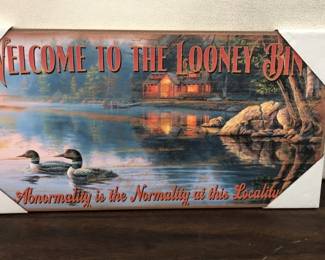 WELCOME TO THE LOONEY BIN
Abnormality is the Normality at this Locality